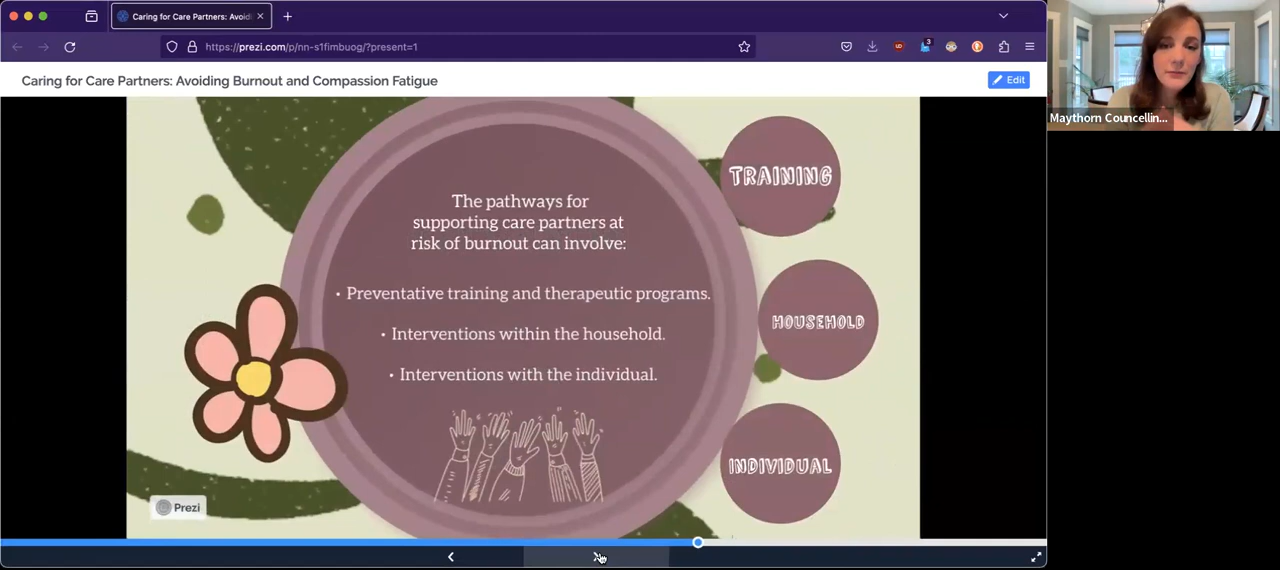 Caring for Care Partners: Avoidi
https://prezi.com/p/nn-s1fimbuog/?present=1
3
Caring for Care Partners: Avoiding Burnout and Compassion Fatigue
Edit
Maythorn Councellin...
The pathways for
supporting care partners at
risk of burnout can involve:
• Preventative training and therapeutic programs.
• Interventions within the household.
• Interventions with the individual.
TRAINING
HOUSEHOLD
INDIVIDUAL
Prezi